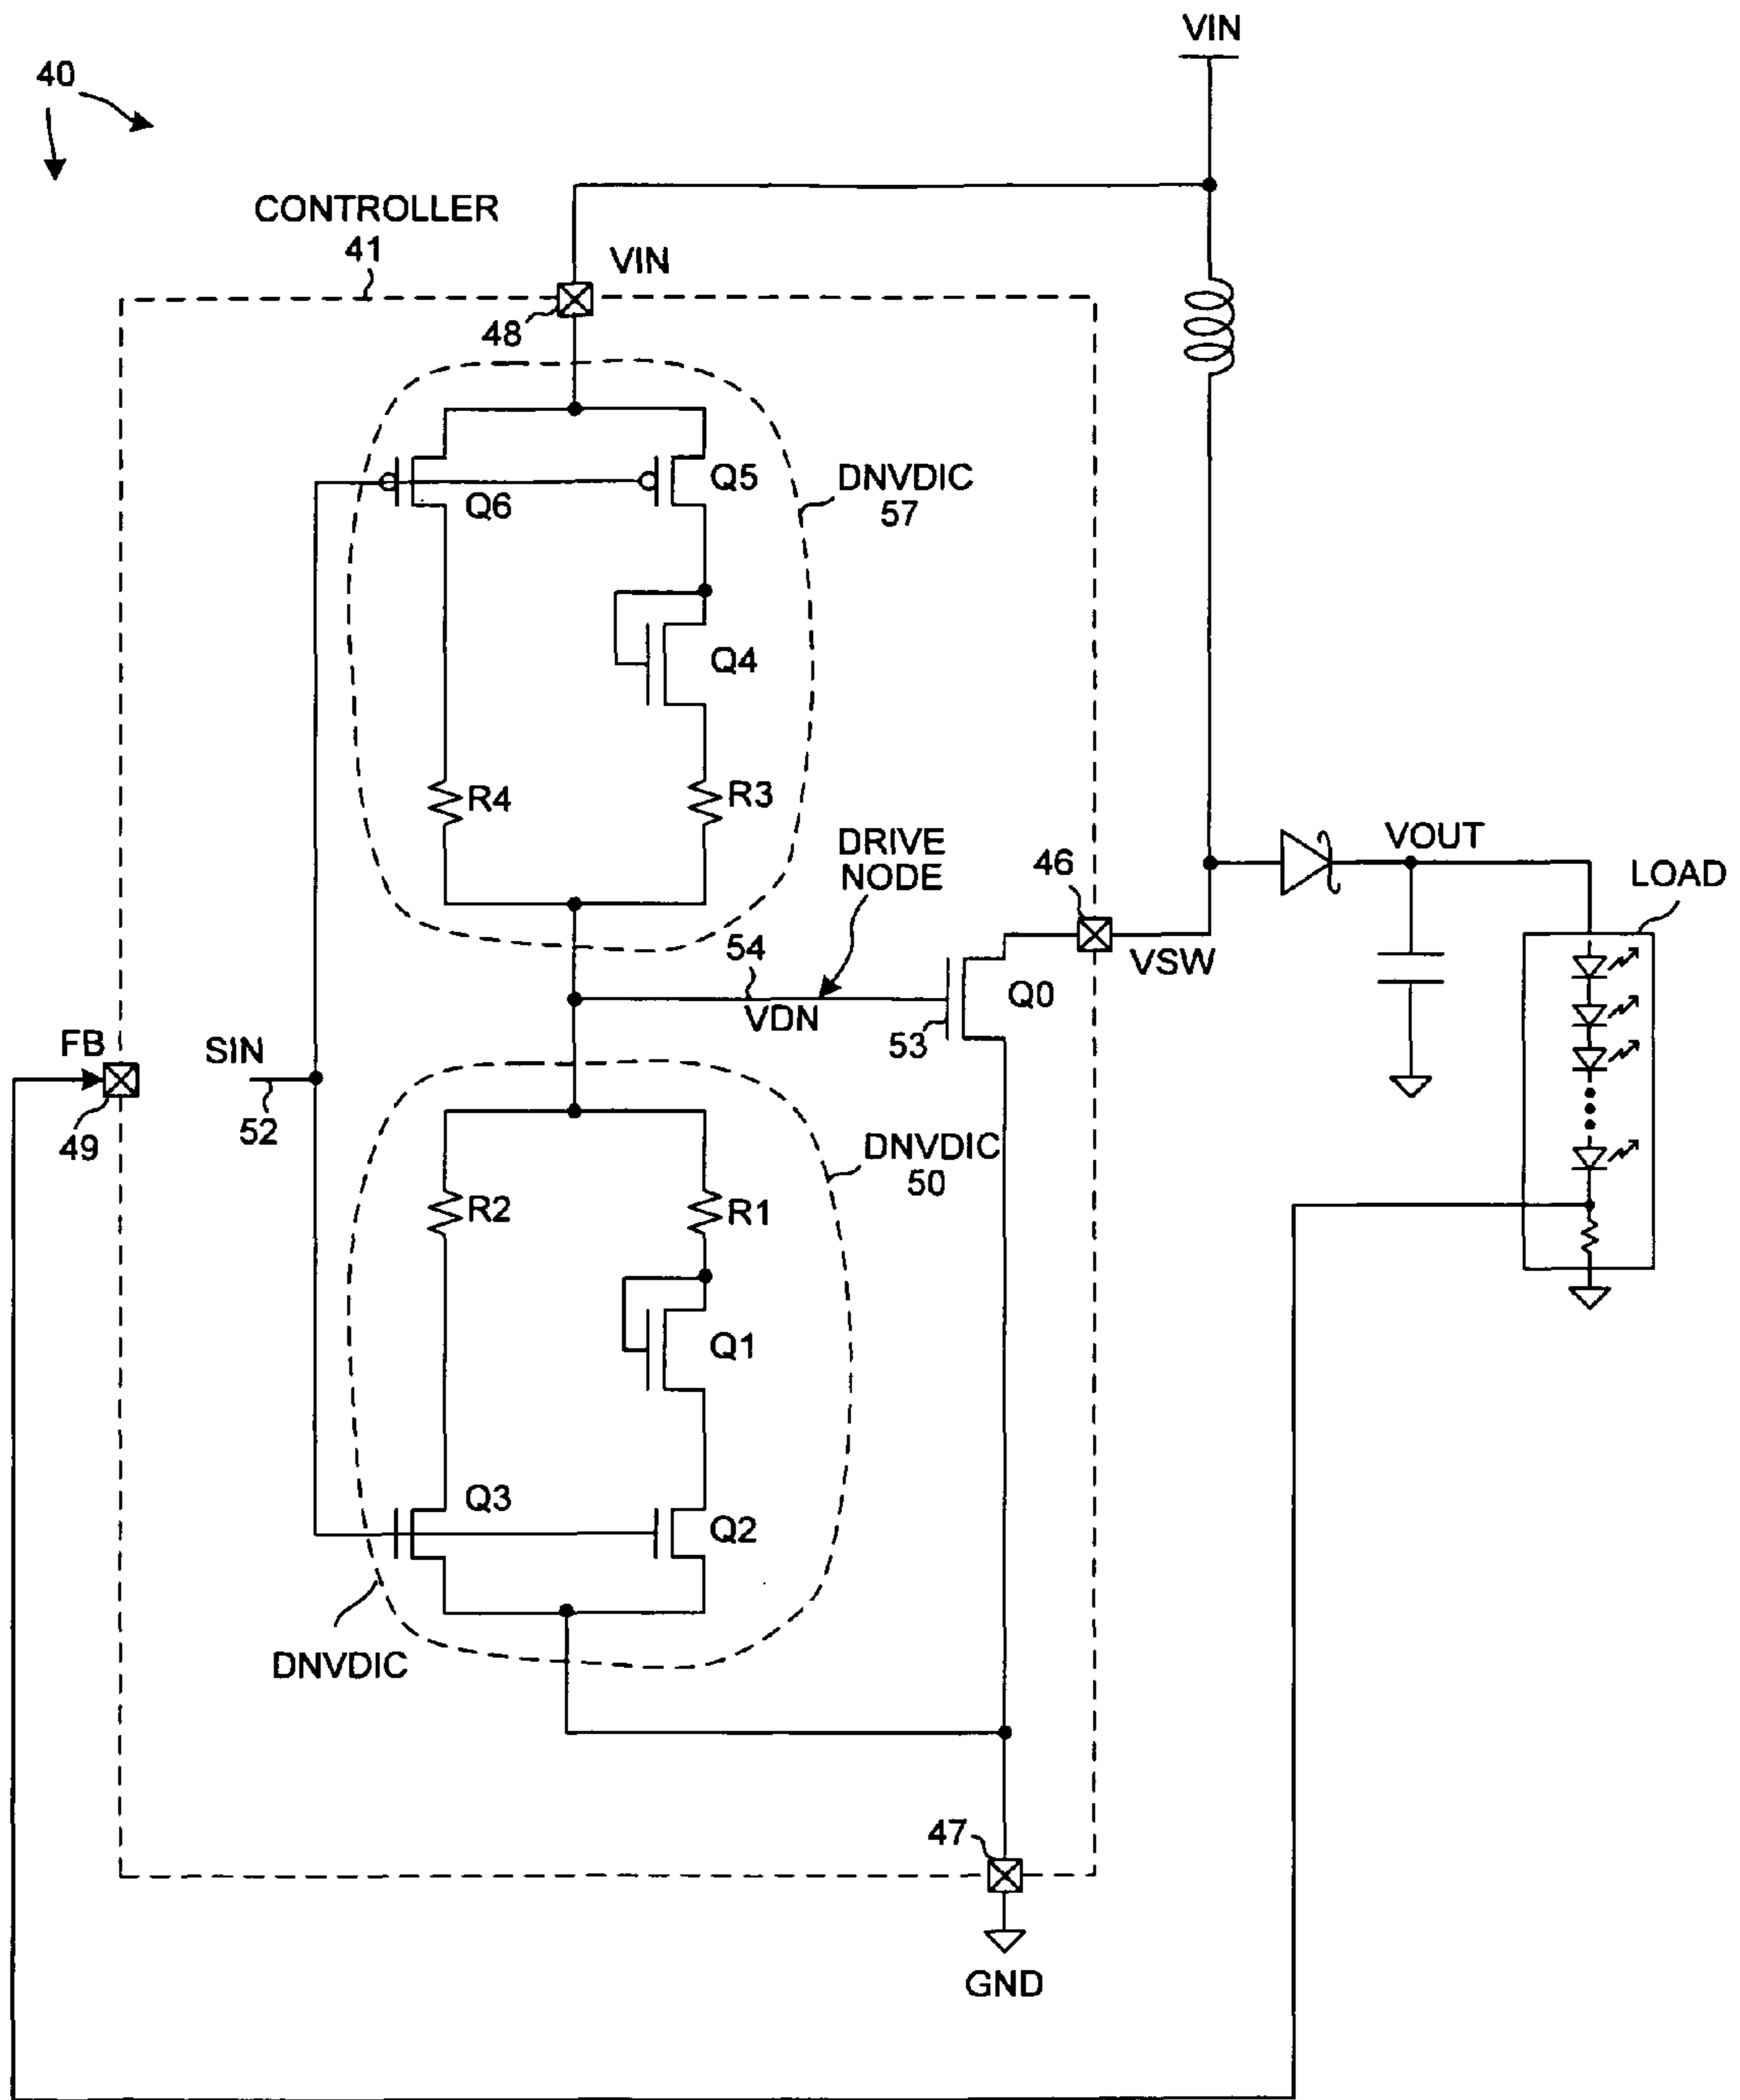 VIN
40
CONTROLLER
41
VIN
48
Q6
Q5
DNVDIC
57
Q4
R4
R3
DRIVE
NODE
46
VOUT
LOAD
54
VDN
VSW
Q0
53
FB
49
SIN
52
DNVDIC
50
R2
R1
Q1
Q3
Q2
DNVDIC
47
GND